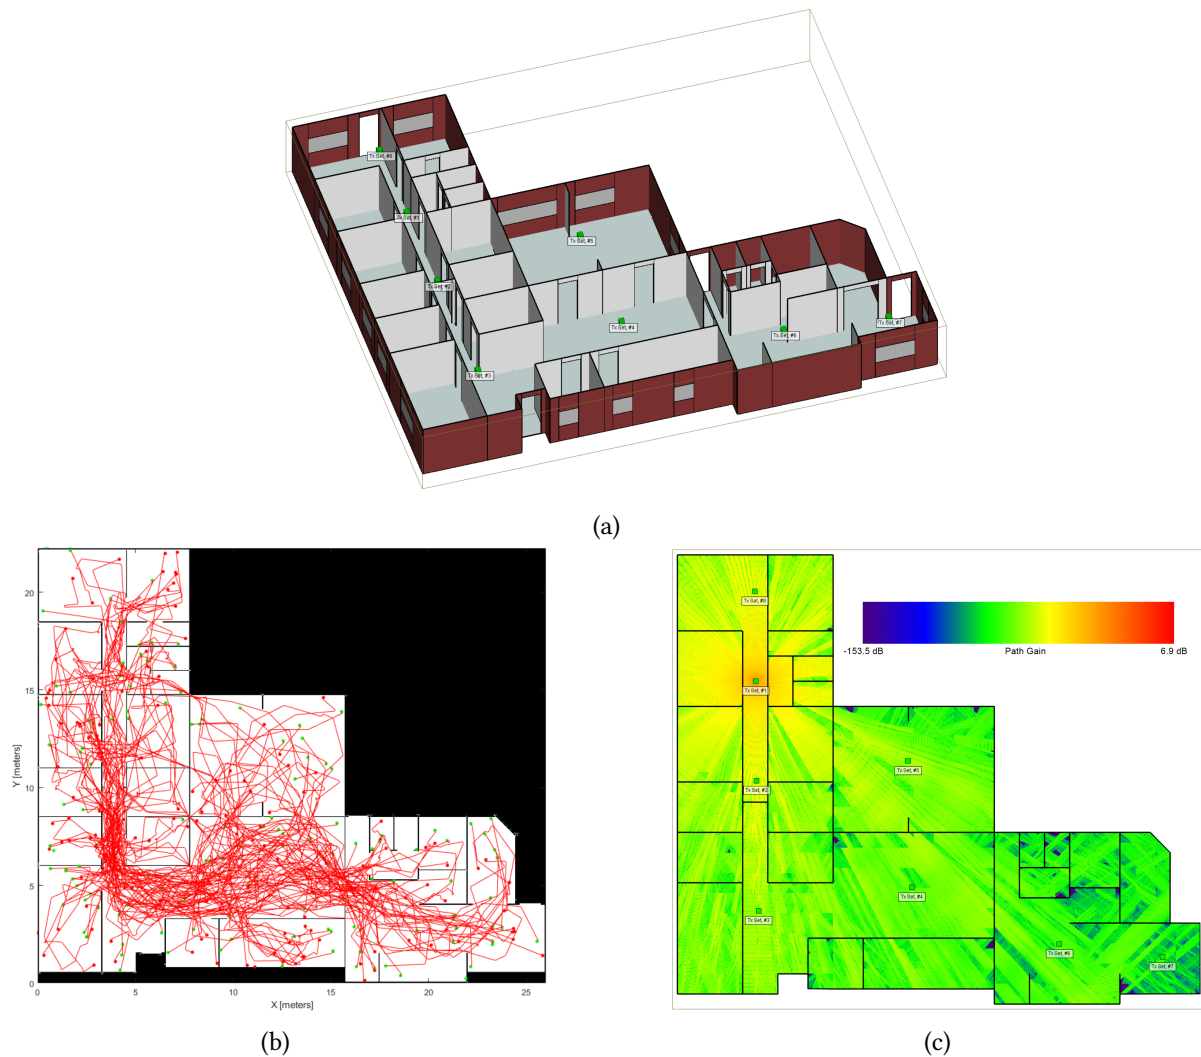 Tx Set, #8
Tx Set, #1
Tx Set, #5
Tx Set, #2
Tx Set, #4
Tx Set, #6
Tx Set, #7
Tx Set, #3
(a)
20
15
10
5
0
Y [meters]
0 5 10 15 20 25
X [meters]
(b)
Tx Set, #8
-153.5 dB Path Gain 6.9 dB
Tx Set, #1
Tx Set, #5
Tx Set, #2
Tx Set, #4
Tx Set, #3
Tx Set, #6
Tx Set, #7
(c)